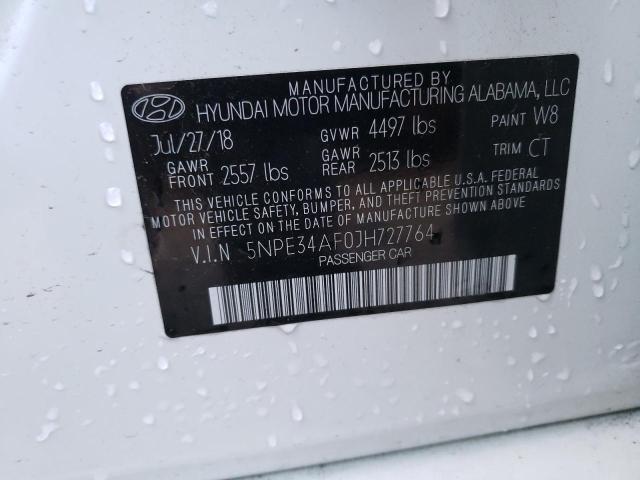 MANUFACTURED BY
HYUNDAI MOTOR MANUFACTURING ALABAMA, LLC
Jul/27/18 GVWR 4497 lbs PAINT W8
GAWR FRONT 2557 lbs GAWR REAR 2513 lbs TRIM CT
THIS VEHICLE CONFORMS TO ALL APPLICABLE U.S.A. FEDERAL
MOTOR VEHICLE SAFETY, BUMPER, AND THEFT PREVENTION STANDARDS
IN EFFECT ON THE DATE OF MANUFACTURE SHOWN ABOVE.
V.I.N 5NPE34AF0JH727764
PASSENGER CAR